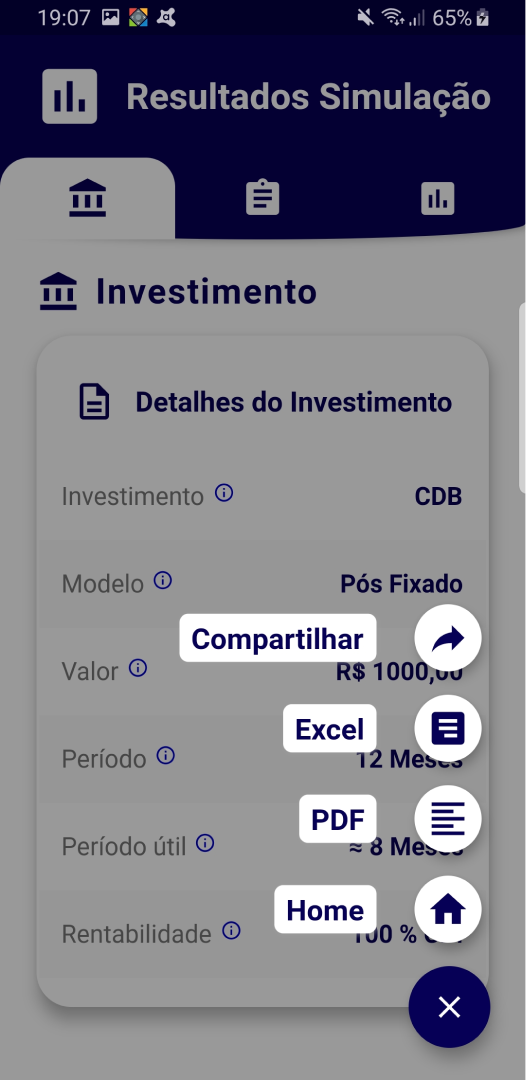 19:07 65%
Resultados Simulação
Investimento
Detalhes do Investimento
Investimento CDB
Modelo Pós Fixado
Compartilhar
Valor R$ 1000,00
Excel
Período 12 Meses
PDF
Período útil ≈ 8 Meses
Home
Rentabilidade 100 %